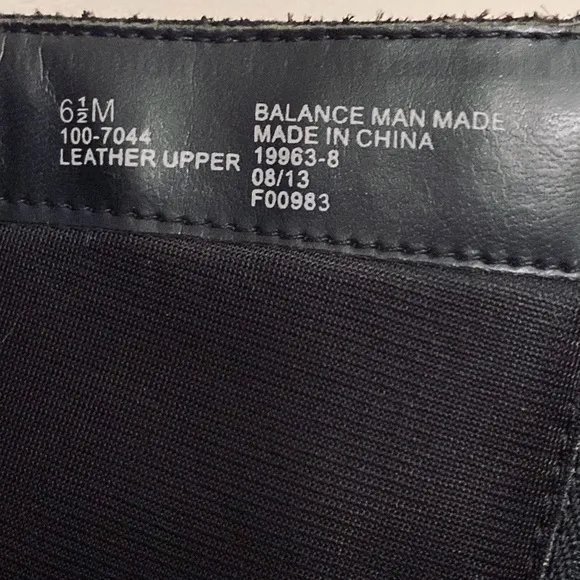 6½M
100-7044
LEATHER UPPER
BALANCE MAN MADE
MADE IN CHINA
19963-8
08/13
F00983